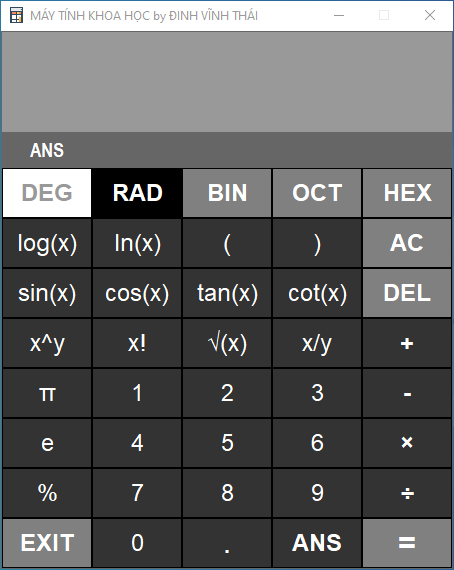 MÁY TÍNH KHOA HỌC by ĐINH VĨNH THÁI
ANS
DEG RAD BIN OCT HEX
log(x) ln(x) ( ) AC
sin(x) cos(x) tan(x) cot(x) DEL
x^y x! √(x) x/y +
π 1 2 3 -
e 4 5 6 ×
% 7 8 9 ÷
EXIT 0 . ANS =